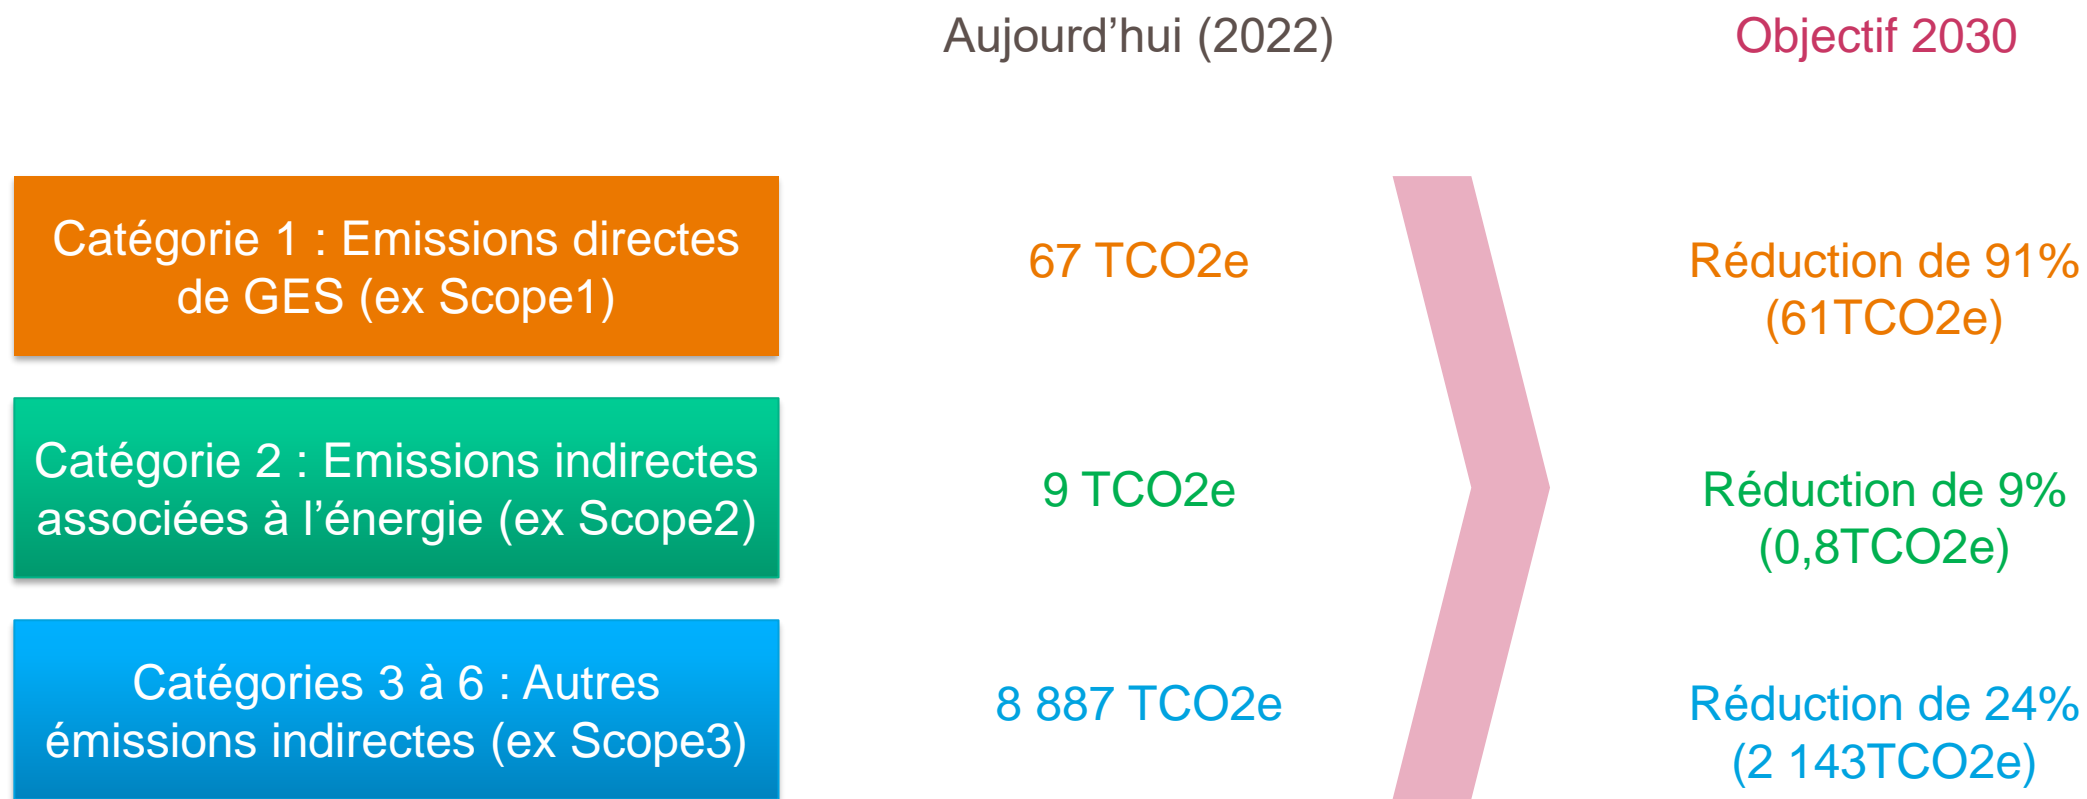 Aujourd’hui (2022)
Objectif 2030
Catégorie 1 : Emissions directes
de GES (ex Scope1)
67 TCO2e
Réduction de 91%
(61TCO2e)
Catégorie 2 : Emissions indirectes
associées à l’énergie (ex Scope2)
9 TCO2e
Réduction de 9%
(0,8TCO2e)
Catégories 3 à 6 : Autres
émissions indirectes (ex Scope3)
8 887 TCO2e
Réduction de 24%
(2 143TCO2e)